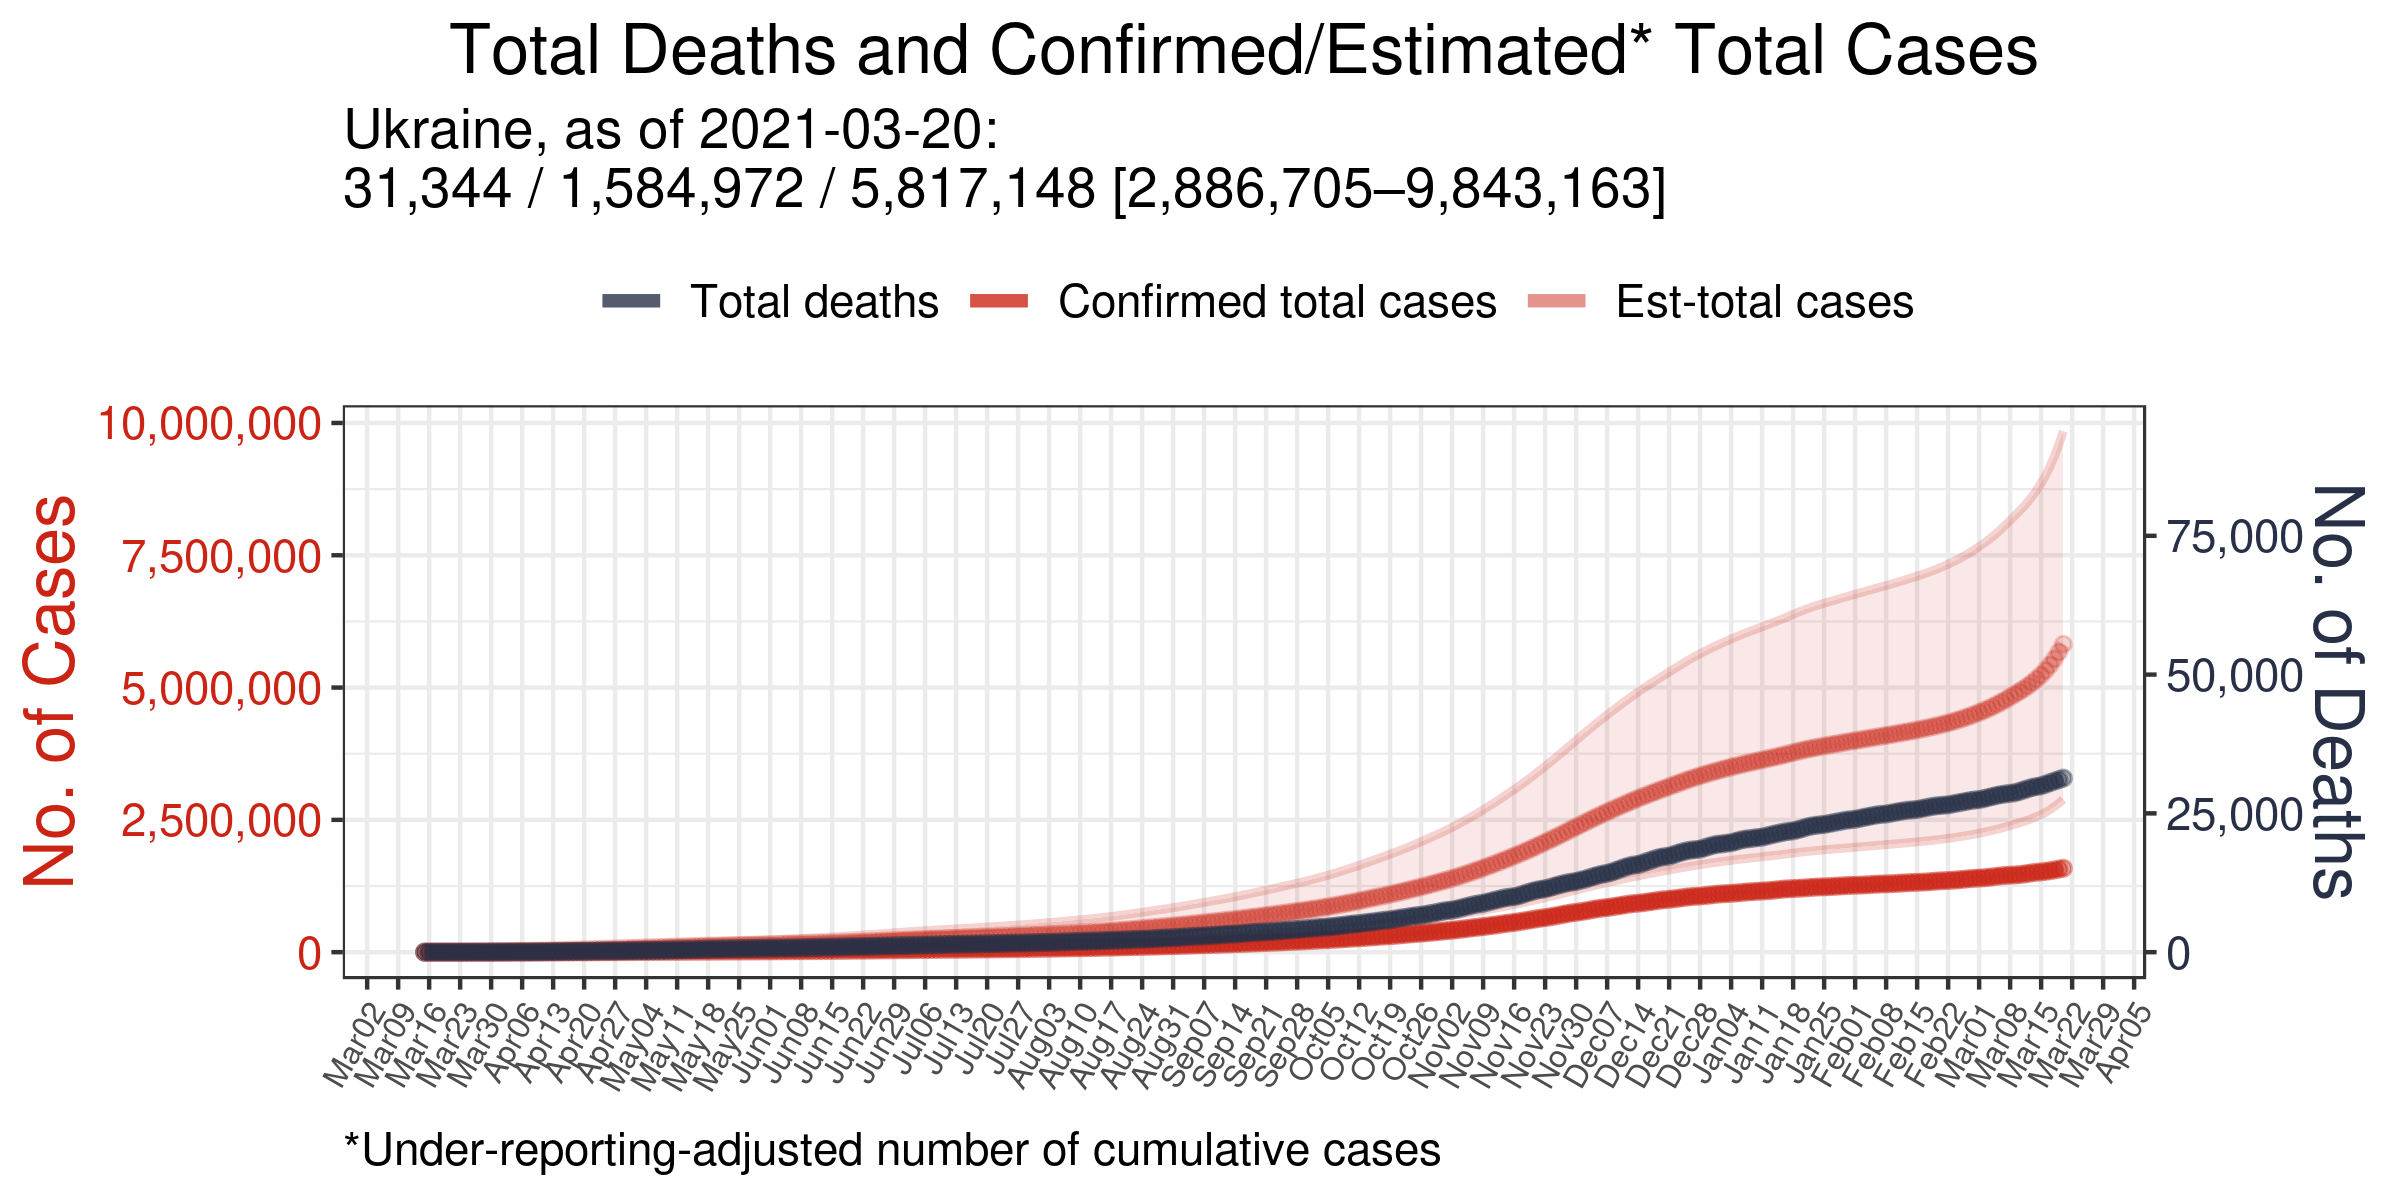 Total Deaths and Confirmed/Estimated* Total Cases
Ukraine, as of 2021-03-20:
31,344 / 1,584,972 / 5,817,148 [2,886,705–9,843,163]
Total deaths
Confirmed total cases
Est-total cases
No. of Cases
10,000,000
7,500,000
5,000,000
2,500,000
0
75,000
50,000
25,000
0
No. of Deaths
Mar02
Mar09
Mar16
Mar23
Mar30
Apr06
Apr13
Apr20
Apr27
May04
May11
May18
May25
Jun01
Jun08
Jun15
Jun22
Jun29
Jul06
Jul13
Jul20
Jul27
Aug03
Aug10
Aug17
Aug24
Aug31
Sep07
Sep14
Sep21
Sep28
Oct05
Oct12
Oct19
Oct26
Nov02
Nov09
Nov16
Nov23
Nov30
Dec07
Dec14
Dec21
Dec28
Jan04
Jan11
Jan18
Jan25
Feb01
Feb08
Feb15
Feb22
Mar01
Mar08
Mar15
Mar22
Mar29
Apr05
*Under-reporting-adjusted number of cumulative cases